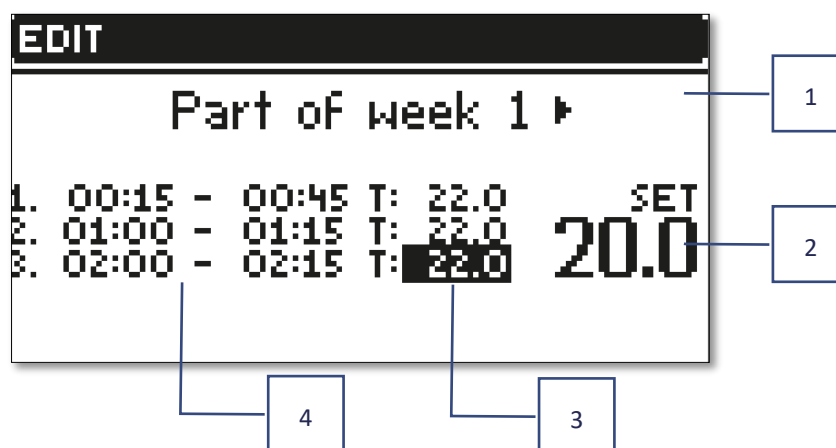 EDIT
Part of week 1
1. 00:15 - 00:45 T: 22.0
2. 01:00 - 01:15 T: 22.0
3. 02:00 - 02:15 T: 22.0
SET
20.0
1
2
4
3